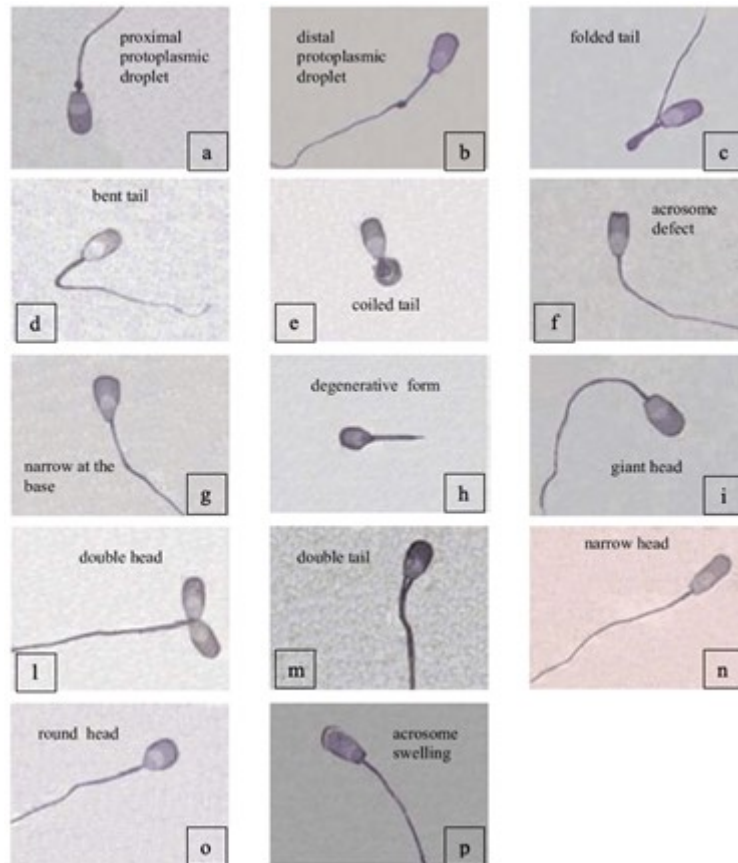 proximal
protoplasmic
droplet
a
distal
protoplasmic
droplet
b
folded tail
c
bent tail
d
coiled tail
e
acrosome
defect
f
narrow at the
base
g
degenerative form
h
giant head
i
double head
l
double tail
m
narrow head
n
round head
o
acrosome
swelling
p